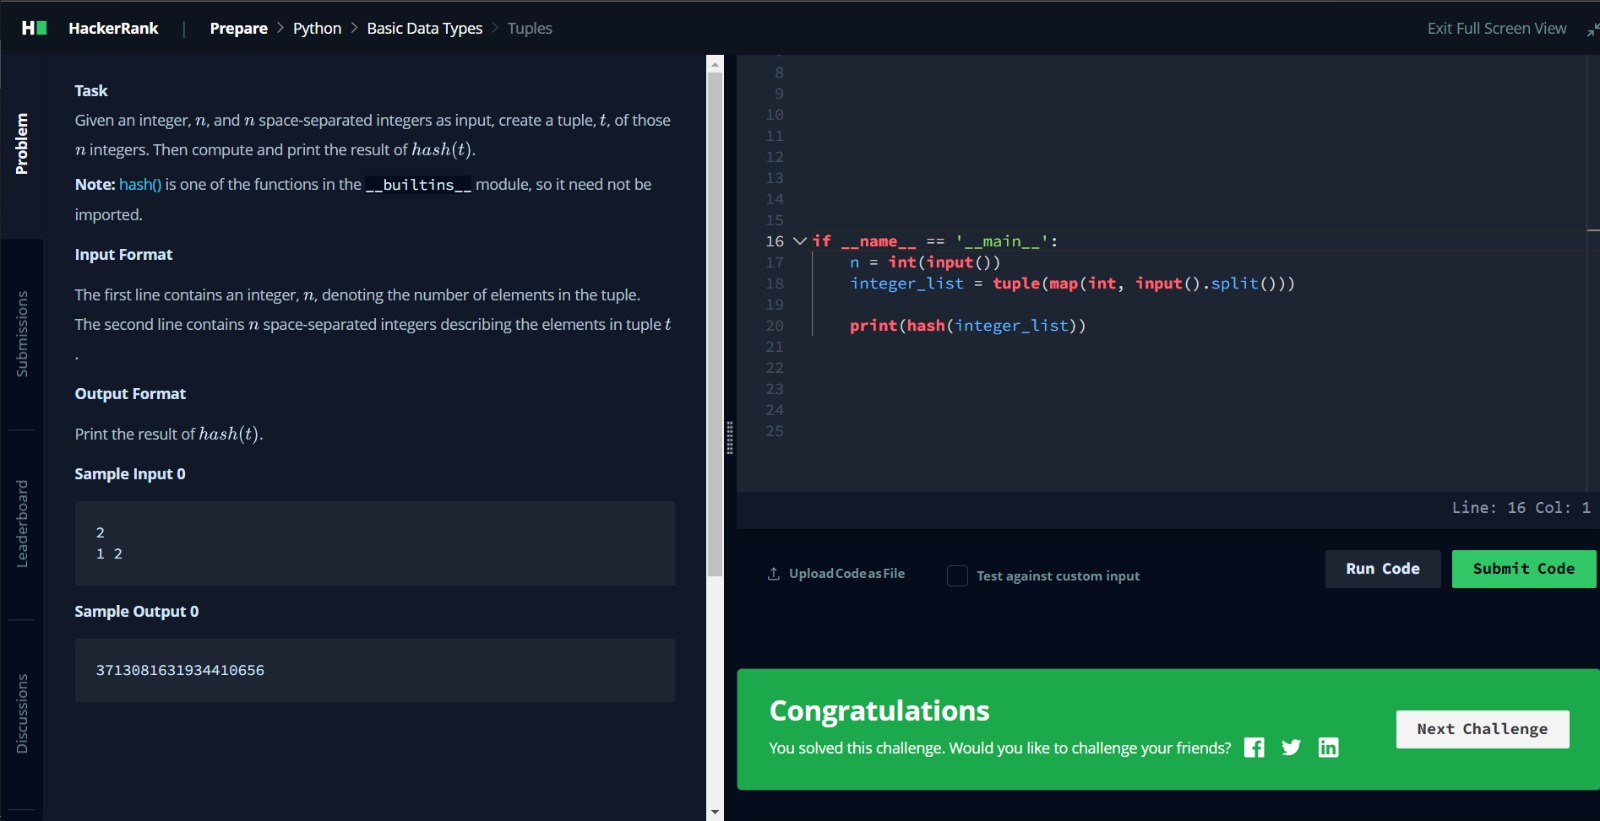 H HackerRank | Prepare > Python > Basic Data Types > Tuples Exit Full Screen View
Problem
Submissions
Leaderboard
Discussions
Task
Given an integer, n, and n space-separated integers as input, create a tuple, t, of those
n integers. Then compute and print the result of hash(t).
Note: hash() is one of the functions in the __builtins__ module, so it need not be
imported.
Input Format
The first line contains an integer, n, denoting the number of elements in the tuple.
The second line contains n space-separated integers describing the elements in tuple t
.
Output Format
Print the result of hash(t).
Sample Input 0
2
1 2
Sample Output 0
3713081631934410656
8
9
10
11
12
13
14
15
16 if __name__ == '__main__':
17 n = int(input())
18 integer_list = tuple(map(int, input().split()))
19
20 print(hash(integer_list))
21
22
23
24
25
Line: 16 Col: 1
Upload Code as File Test against custom input Run Code Submit Code
Congratulations
You solved this challenge. Would you like to challenge your friends?
Next Challenge